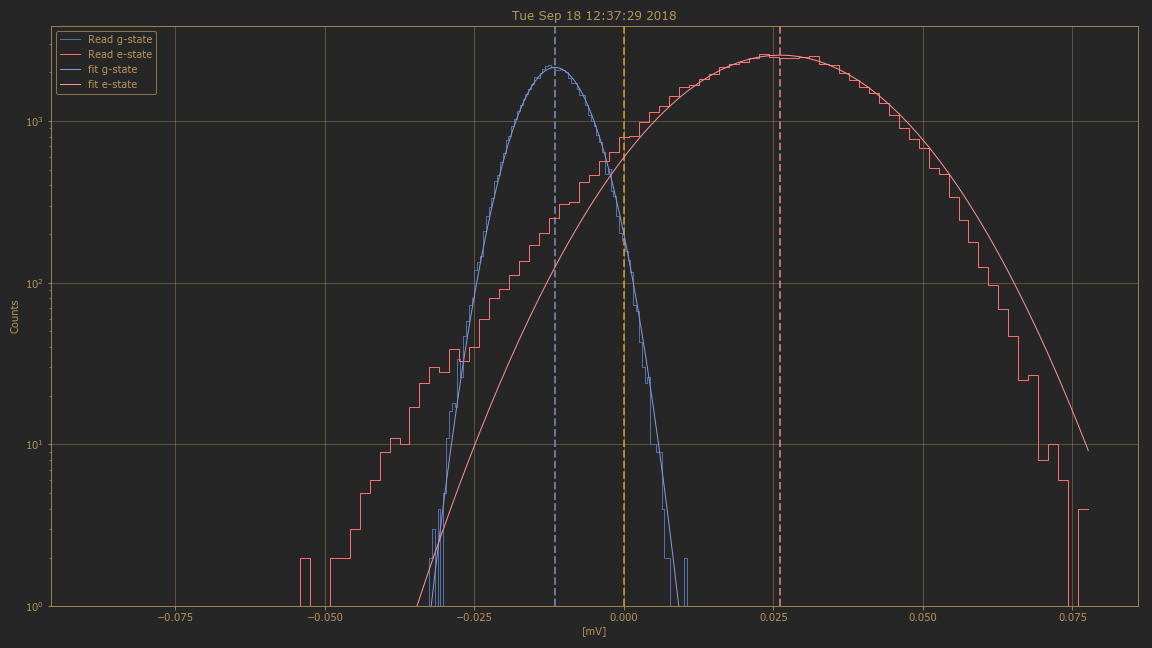 Tue Sep 18 12:37:29 2018
Read g-state
Read e-state
fit g-state
fit e-state
Counts
10³
10²
10¹
10⁰
−0.075
−0.050
−0.025
0.000
0.025
0.050
0.075
[mV]